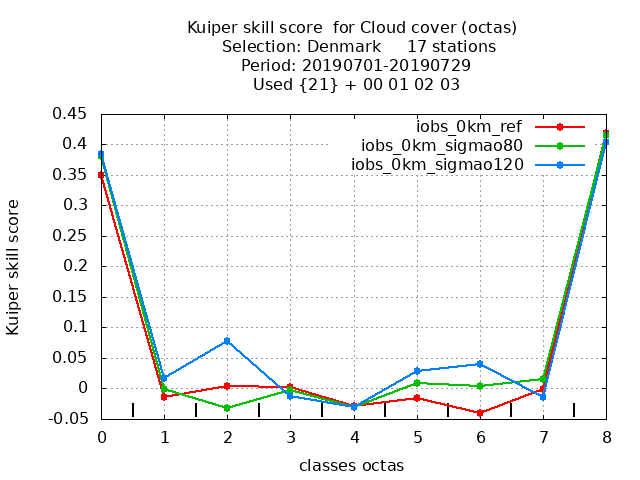 Kuiper skill score  for Cloud cover (octas)
Selection: Denmark     17 stations
Period: 20190701-20190729
Used {21} + 00 01 02 03
iobs_0km_ref
iobs_0km_sigmao80
iobs_0km_sigmao120
0.45
0.4
0.35
0.3
0.25
0.2
0.15
0.1
0.05
0
-0.05
Kuiper skill score
0 1 2 3 4 5 6 7 8
classes octas